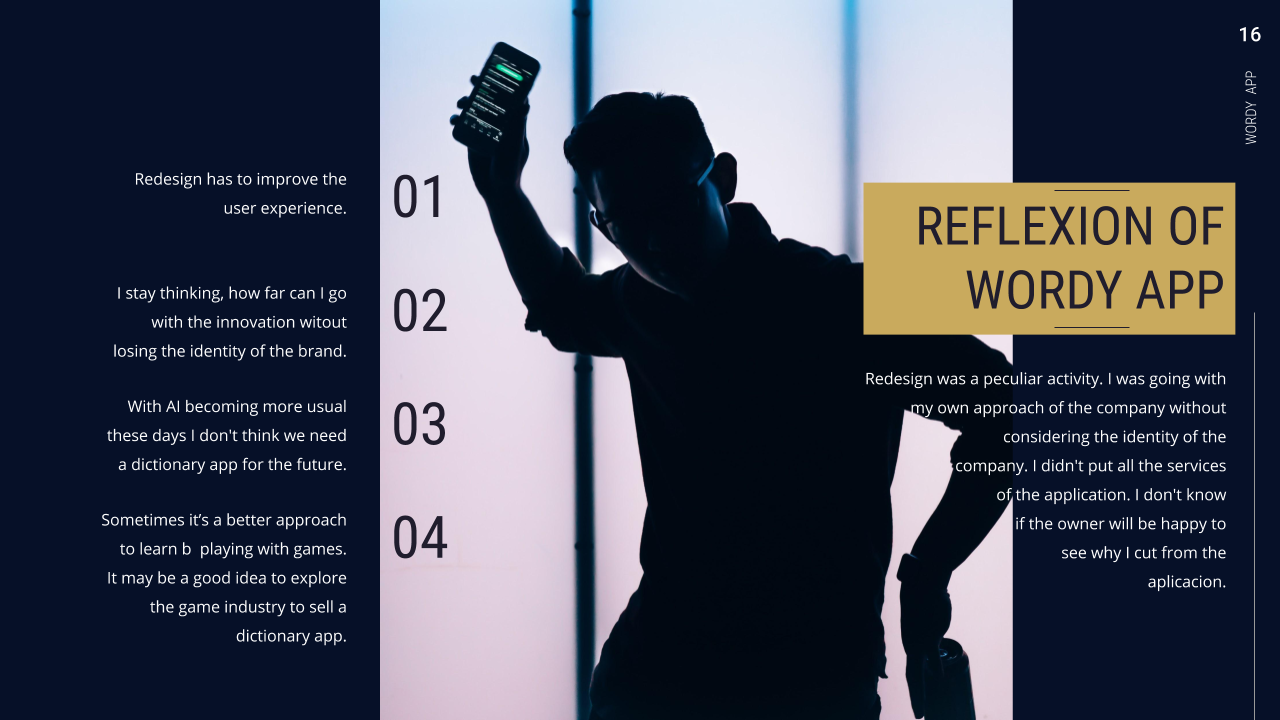 16
WORDY APP
REFLEXION OF
WORDY APP
Redesign was a peculiar activity. I was going with
my own approach of the company without
considering the identity of the
company. I didn't put all the services
of the application. I don't know
if the owner will be happy to
see why I cut from the
aplicacion.
01
Redesign has to improve the
user experience.
02
I stay thinking, how far can I go
with the innovation witout
losing the identity of the brand.
03
With AI becoming more usual
these days I don't think we need
a dictionary app for the future.
04
Sometimes it’s a better approach
to learn b  playing with games.
It may be a good idea to explore
the game industry to sell a
dictionary app.